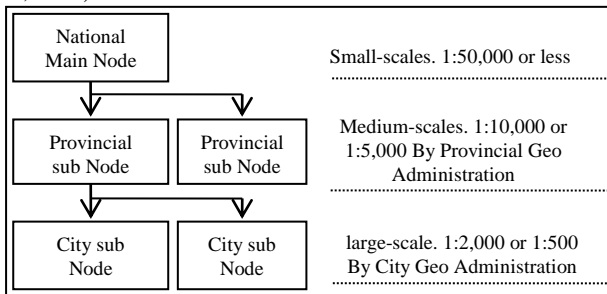 National
Main Node
Small-scales. 1:50,000 or less
Provincial
sub Node
Provincial
sub Node
Medium-scales. 1:10,000 or
1:5,000 By Provincial Geo
Administration
City sub
Node
City sub
Node
large-scale. 1:2,000 or 1:500
By City Geo Administration